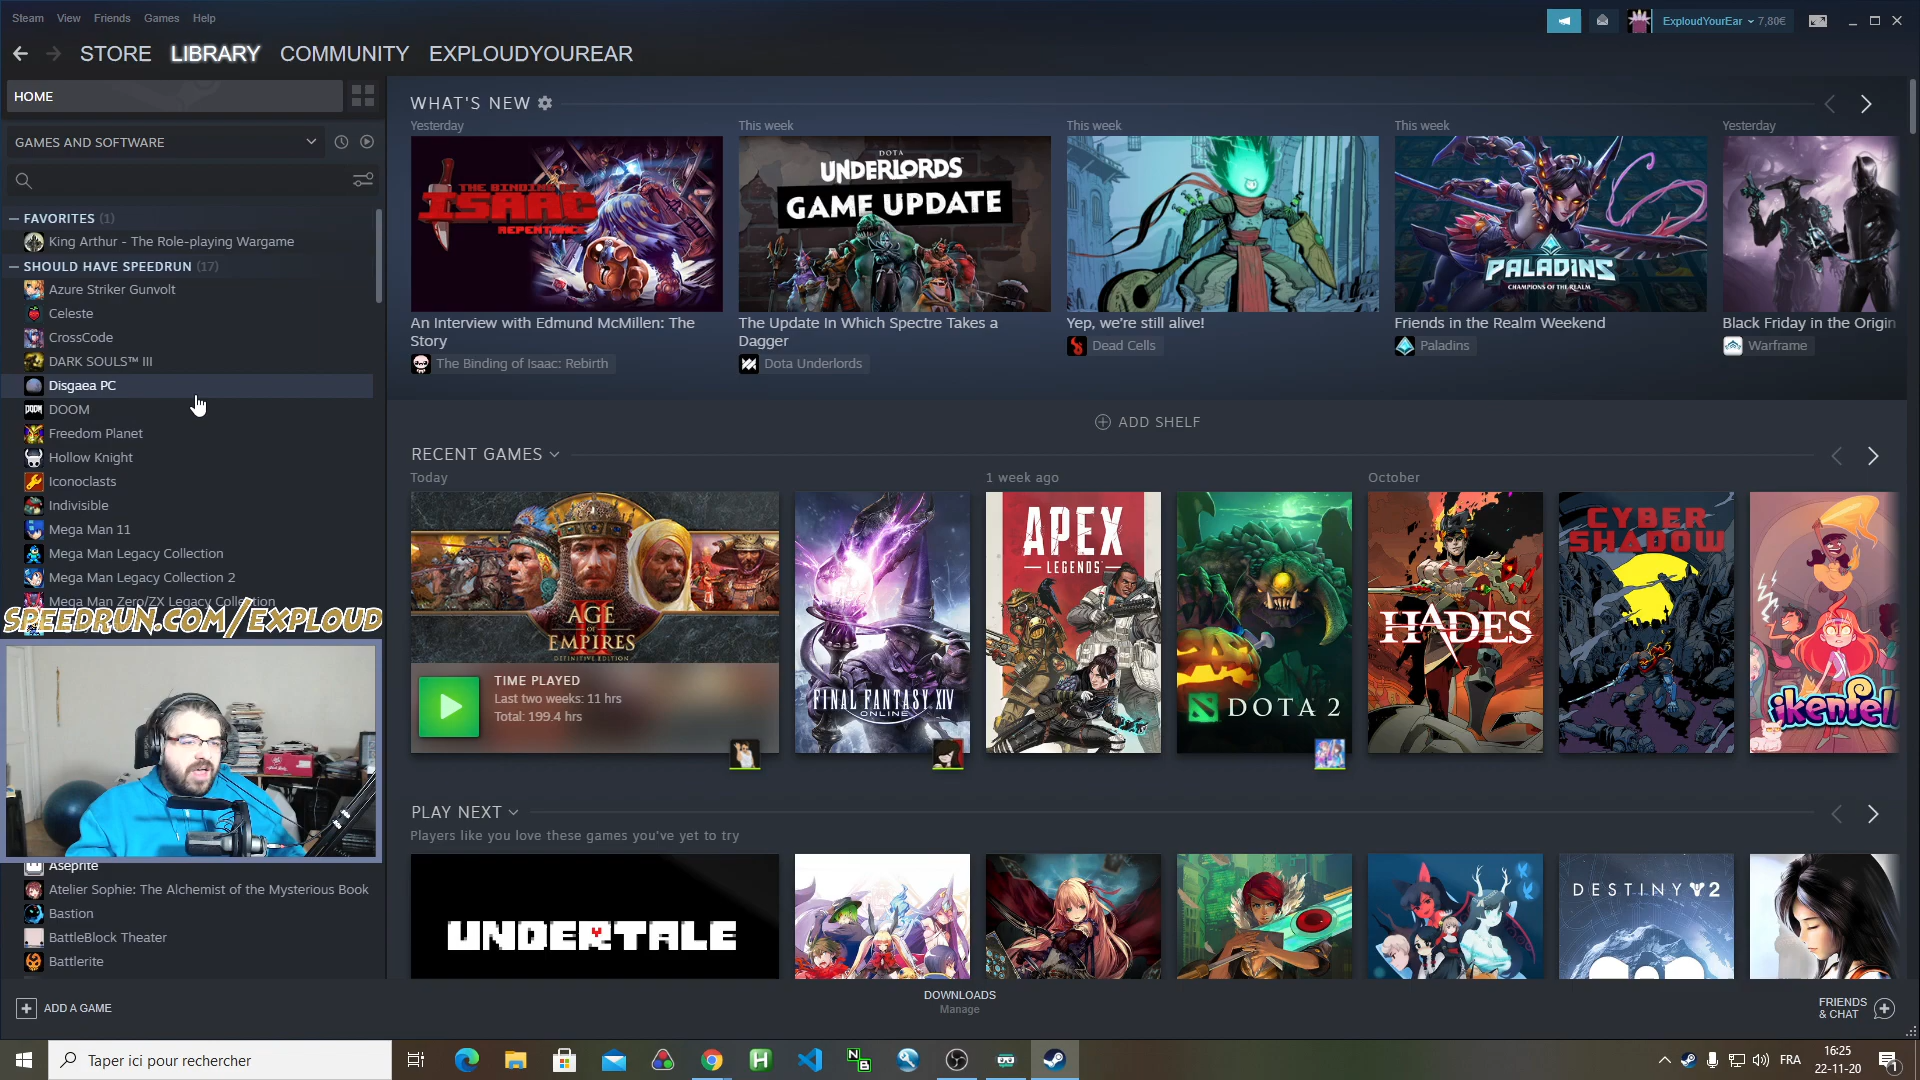 Steam View Friends Games Help
ExploudYourEar 7,80€
STORE LIBRARY COMMUNITY EXPLOUDYOUREAR
HOME
GAMES AND SOFTWARE
FAVORITES (1)
King Arthur - The Role-playing Wargame
SHOULD HAVE SPEEDRUN (17)
Azure Striker Gunvolt
Celeste
CrossCode
DARK SOULS™ III
Disgaea PC
DOOM
Freedom Planet
Hollow Knight
Iconoclasts
Indivisible
Mega Man 11
Mega Man Legacy Collection
Mega Man Legacy Collection 2
Mega Man Zero/ZX Legacy Collection
SPEEDRUN.COM/EXPLOUD
Aseprite
Atelier Sophie: The Alchemist of the Mysterious Book
Bastion
BattleBlock Theater
Battlerite
ADD A GAME
WHAT'S NEW
Yesterday
THE BINDING OF
ISAAC
REPENTANCE
An Interview with Edmund McMillen: The
Story
The Binding of Isaac: Rebirth
This week
DOTA
UNDERLORDS
GAME UPDATE
The Update In Which Spectre Takes a
Dagger
Dota Underlords
This week
Yep, we're still alive!
Dead Cells
This week
PALADINS
CHAMPIONS OF THE REALM
Friends in the Realm Weekend
Paladins
Yesterday
Black Friday in the Origin
Warframe
ADD SHELF
RECENT GAMES
Today
AGE OF
EMPIRES
II
DEFINITIVE EDITION
TIME PLAYED
Last two weeks: 11 hrs
Total: 199.4 hrs
FINAL FANTASY XIV
ONLINE
1 week ago
APEX
LEGENDS
DOTA 2
October
HADES
CYBER
SHADOW
ikenfell
PLAY NEXT
Players like you love these games you've yet to try
UNDERTALE
DESTINY 2
DOWNLOADS
Manage
FRIENDS
& CHAT
Taper ici pour rechercher
FRA
16:25
22-11-20
1